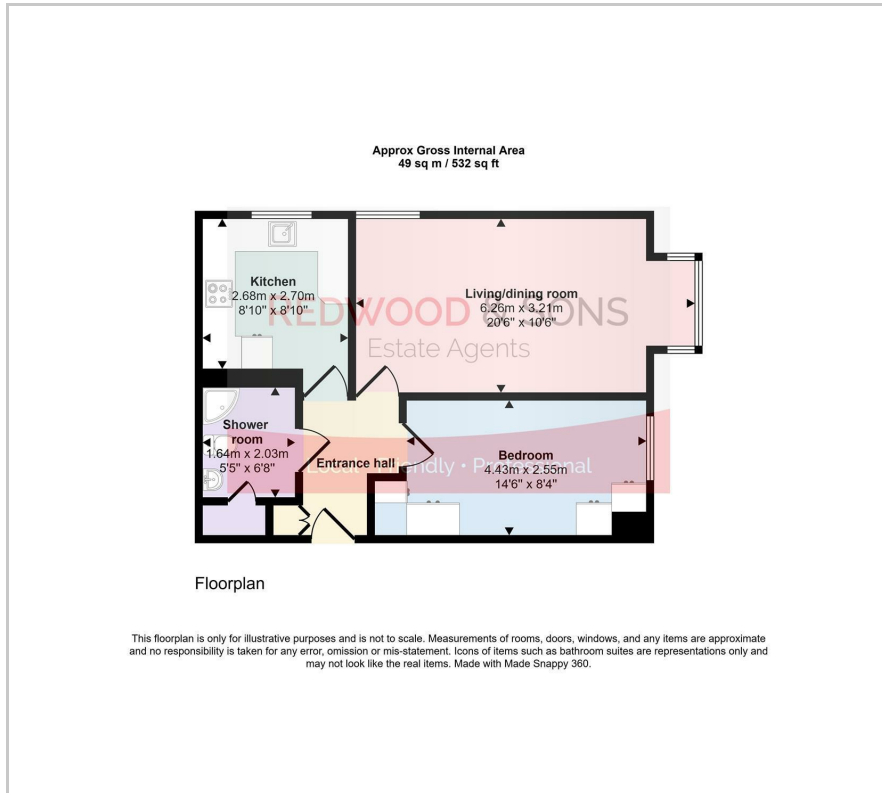 Approx Gross Internal Area
49 sq m / 532 sq ft
Kitchen
2.68m x 2.70m
8'10" x 8'10"
Living/dining room
6.26m x 3.21m
20'6" x 10'6"
REDWOOD & SONS
Estate Agents
Shower
room
1.64m x 2.03m
5'5" x 6'8"
Entrance hall
Bedroom
4.43m x 2.55m
14'6" x 8'4"
Local • Friendly • Professional
Floorplan
This floorplan is only for illustrative purposes and is not to scale. Measurements of rooms, doors, windows, and any items are approximate
and no responsibility is taken for any error, omission or mis-statement. Icons of items such as bathroom suites are representations only and
may not look like the real items. Made with Made Snappy 360.